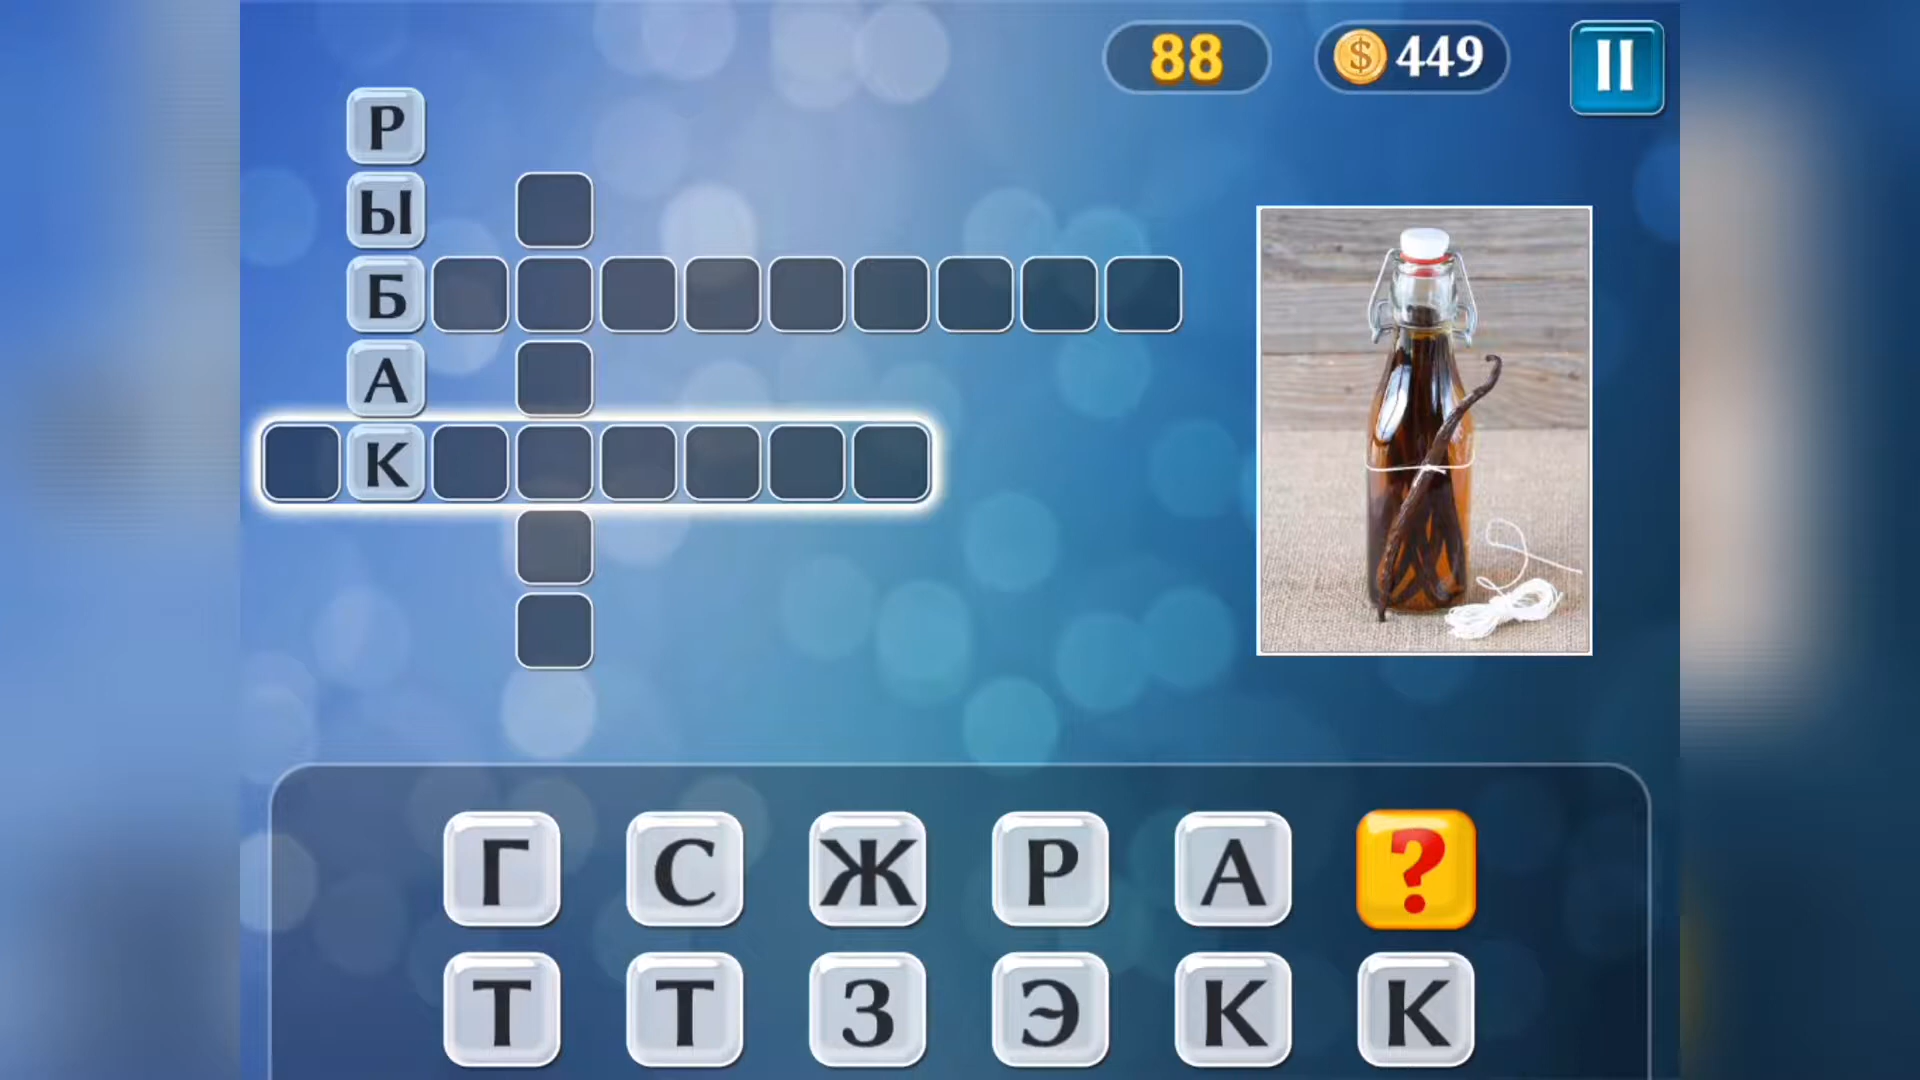 88
$ 449
Р
Ы
Б
А
К
Г С Ж Р А ?
Т Т З Э К К